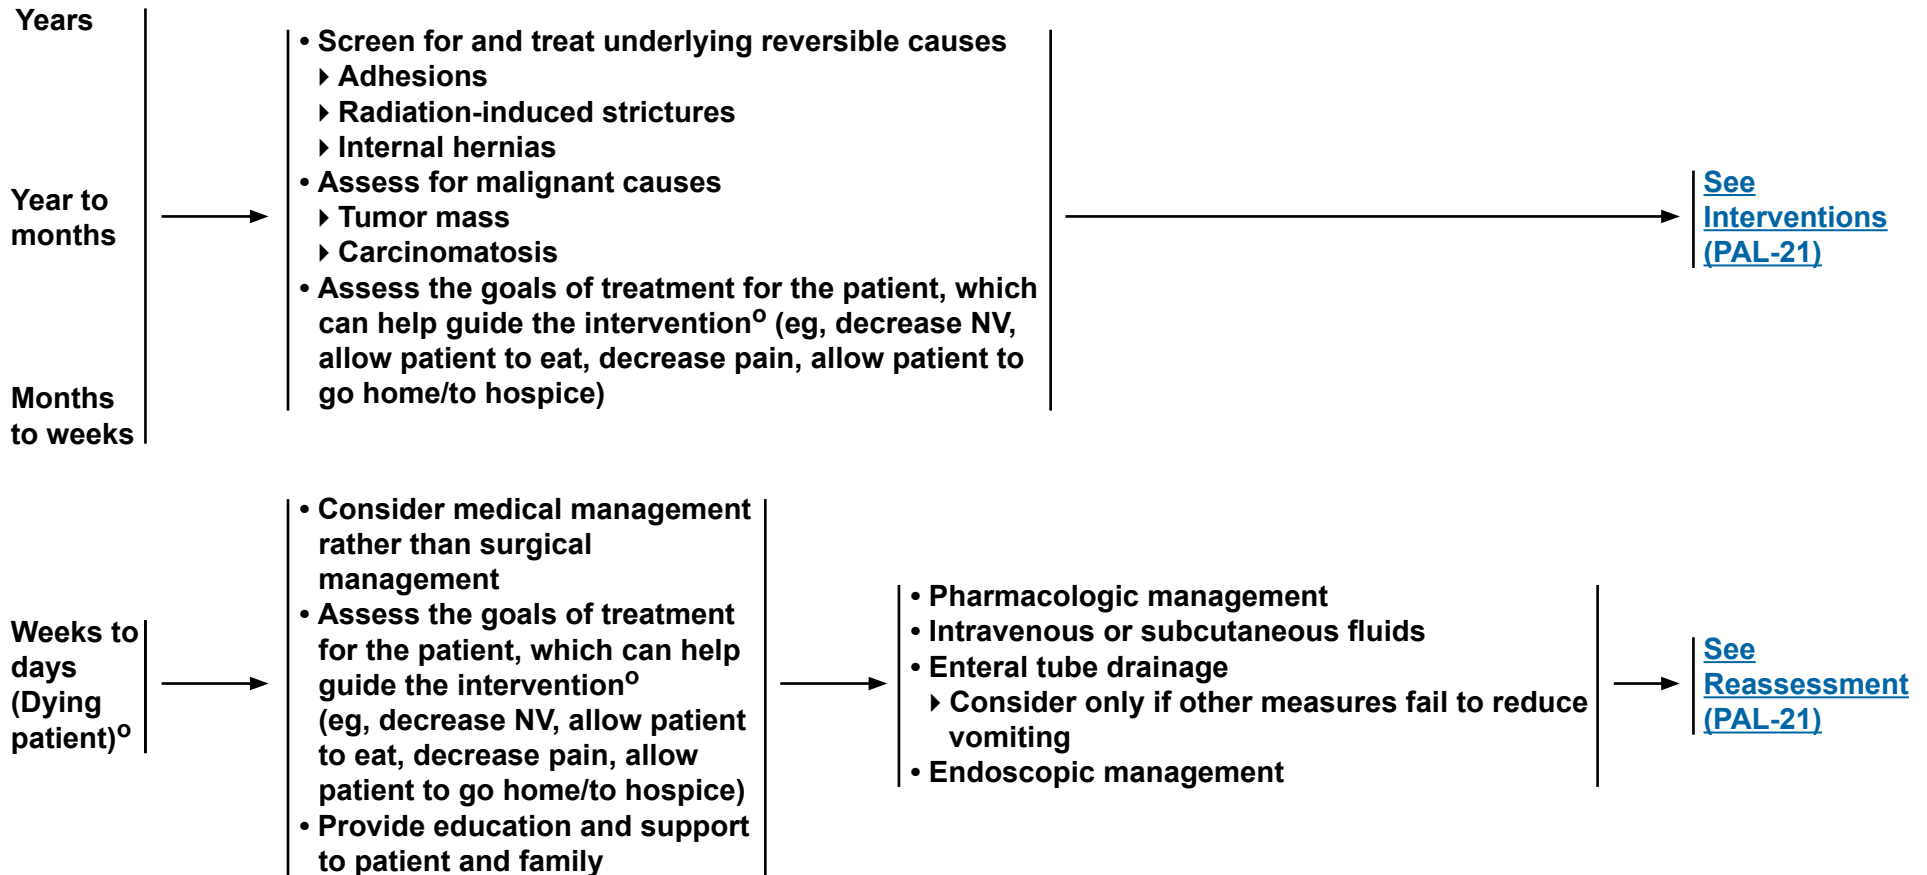 Years
Year to
months
Months
to weeks
• Screen for and treat underlying reversible causes
▸ Adhesions
▸ Radiation-induced strictures
▸ Internal hernias
• Assess for malignant causes
▸ Tumor mass
▸ Carcinomatosis
• Assess the goals of treatment for the patient, which
can help guide the intervention^o (eg, decrease NV,
allow patient to eat, decrease pain, allow patient to
go home/to hospice)
See
Interventions
(PAL-21)
Weeks to
days
(Dying
patient)^o
• Consider medical management
rather than surgical
management
• Assess the goals of treatment
for the patient, which can help
guide the intervention^o
(eg, decrease NV, allow patient
to eat, decrease pain, allow
patient to go home/to hospice)
• Provide education and support
to patient and family
• Pharmacologic management
• Intravenous or subcutaneous fluids
• Enteral tube drainage
▸ Consider only if other measures fail to reduce
vomiting
• Endoscopic management
See
Reassessment
(PAL-21)